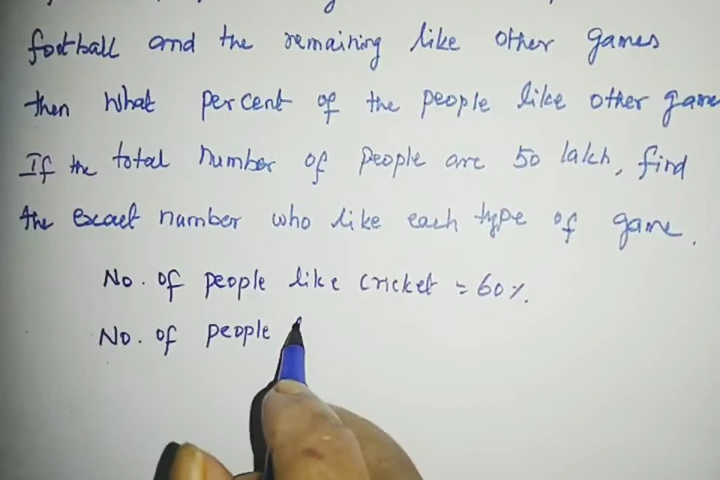 football and the remaining like other games
then what percent of the people like other game
If the total number of people are 50 lakh, find
the exact number who like each type of game.
No. of people like cricket = 60%.
No. of people